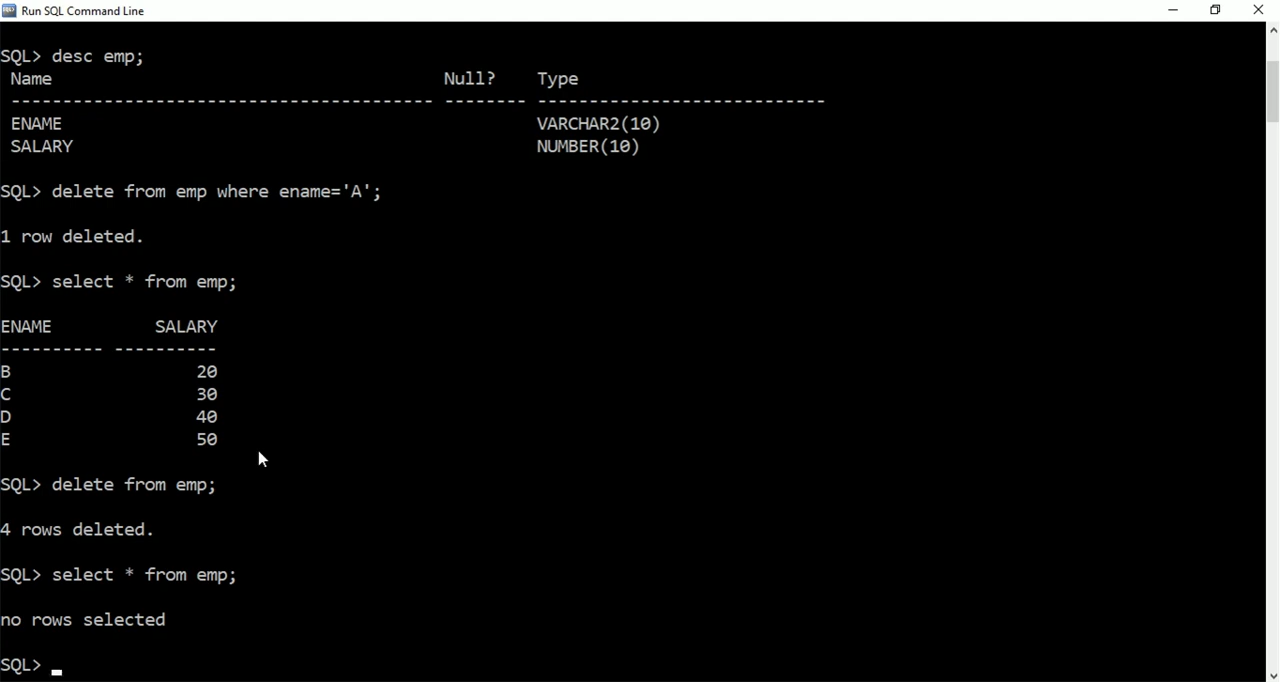 Run SQL Command Line
SQL> desc emp;
Name Null? Type
----------------------------------------- -------- ----------------------------
ENAME VARCHAR2(10)
SALARY NUMBER(10)
SQL> delete from emp where ename='A';
1 row deleted.
SQL> select * from emp;
ENAME SALARY
---------- ----------
B 20
C 30
D 40
E 50
SQL> delete from emp;
4 rows deleted.
SQL> select * from emp;
no rows selected
SQL> _